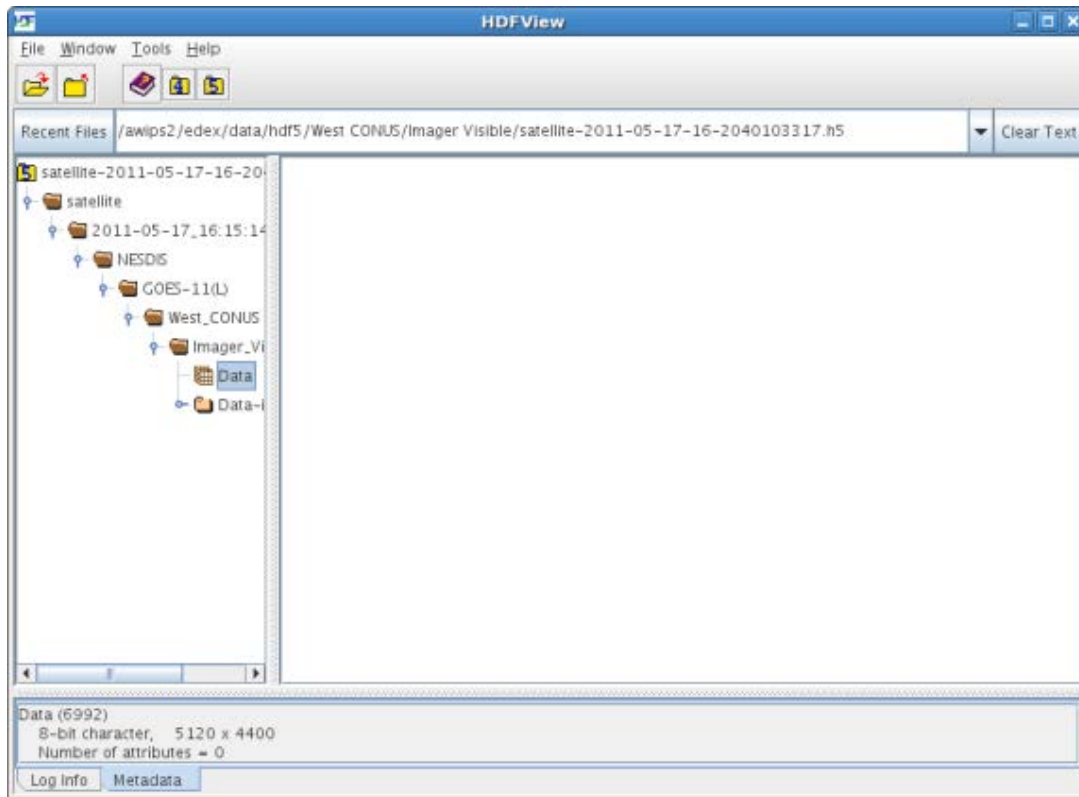 HDFView
File Window Tools Help
4 5
Recent Files /awips2/edex/data/hdf5/West CONUS/Imager Visible/satellite-2011-05-17-16-2040103317.h5 Clear Text
5 satellite-2011-05-17-16-20
satellite
2011-05-17_16:15:14
NESDIS
GOES-11(L)
West_CONUS
Imager_Vi
Data
Data-i
Data (6992)
8-bit character, 5120 x 4400
Number of attributes = 0
Log Info Metadata